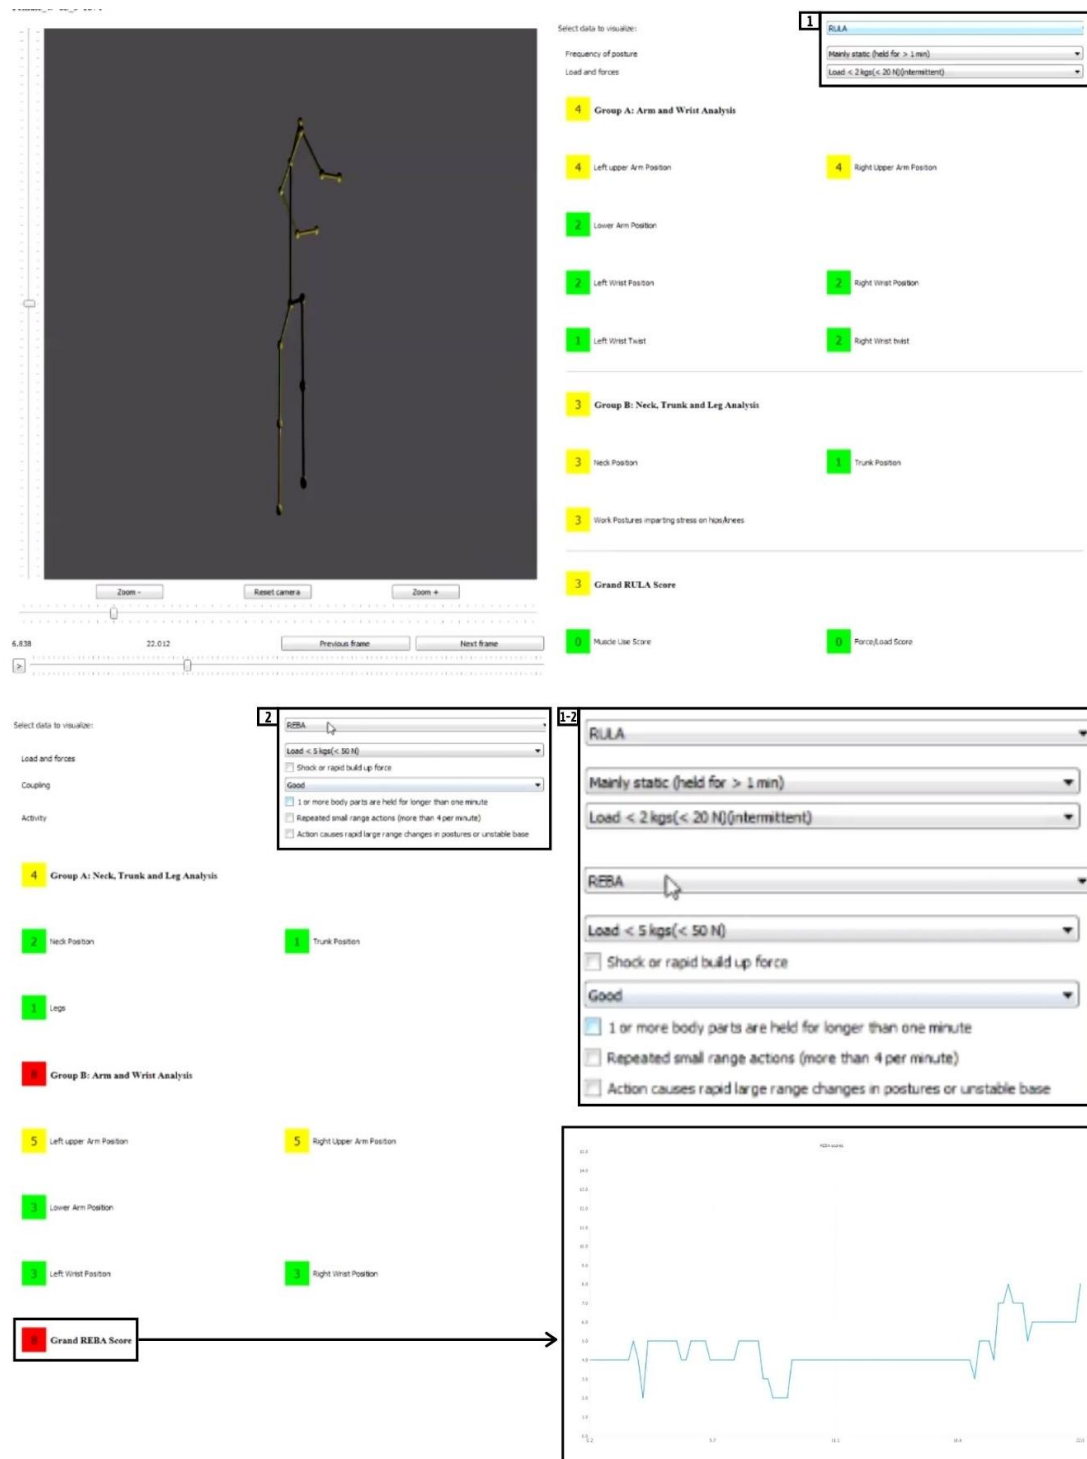 Select data to visualize:
1
RULA
Frequency of posture
Mainly static (held for > 1 min)
Load and forces
Load < 2 kgs(< 20 N)(intermittent)
4 Group A: Arm and Wrist Analysis
4 Left upper Arm Position
4 Right Upper Arm Position
2 Lower Arm Position
2 Left Wrist Position
2 Right Wrist Position
1 Left Wrist Twist
2 Right Wrist twist
3 Group B: Neck, Trunk and Leg Analysis
3 Neck Position
1 Trunk Position
3 Work Postures imparting stress on hips/knees
3 Grand RULA Score
0 Muscle Use Score
0 Force/Load Score
Zoom -
Reset camera
Zoom +
6.838
22.012
Previous frame
Next frame
>
Select data to visualize:
2
REBA
Load and forces
Load < 5 kgs(< 50 N)
Shock or rapid build up force
Coupling
Good
1 or more body parts are held for longer than one minute
Activity
Repeated small range actions (more than 4 per minute)
Action causes rapid large range changes in postures or unstable base
4 Group A: Neck, Trunk and Leg Analysis
2 Neck Position
1 Trunk Position
1 Legs
Group B: Arm and Wrist Analysis
5 Left upper Arm Position
5 Right Upper Arm Position
3 Lower Arm Position
3 Left Wrist Position
3 Right Wrist Position
Grand REBA Score
1-2
RULA
Mainly static (held for > 1 min)
Load < 2 kgs(< 20 N)(intermittent)
REBA
Load < 5 kgs(< 50 N)
Shock or rapid build up force
Good
1 or more body parts are held for longer than one minute
Repeated small range actions (more than 4 per minute)
Action causes rapid large range changes in postures or unstable base
REBA scores